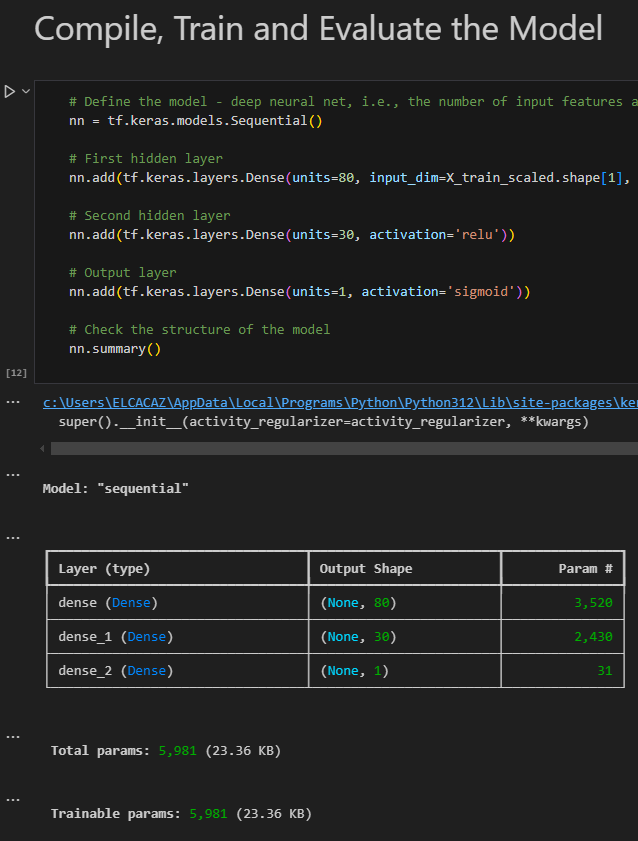 Compile, Train and Evaluate the Model
# Define the model - deep neural net, i.e., the number of input features a
nn = tf.keras.models.Sequential()
# First hidden layer
nn.add(tf.keras.layers.Dense(units=80, input_dim=X_train_scaled.shape[1],
# Second hidden layer
nn.add(tf.keras.layers.Dense(units=30, activation='relu'))
# Output layer
nn.add(tf.keras.layers.Dense(units=1, activation='sigmoid'))
# Check the structure of the model
nn.summary()
[12]
... c:\Users\ELCACAZ\AppData\Local\Programs\Python\Python312\Lib\site-packages\ker
super().__init__(activity_regularizer=activity_regularizer, **kwargs)
...
Model: "sequential"
...
Layer (type) Output Shape Param #
dense (Dense) (None, 80) 3,520
dense_1 (Dense) (None, 30) 2,430
dense_2 (Dense) (None, 1) 31
...
Total params: 5,981 (23.36 KB)
...
Trainable params: 5,981 (23.36 KB)